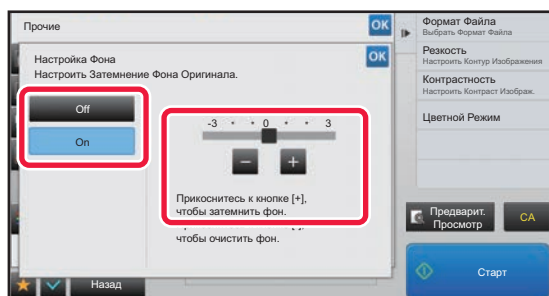 Прочие
OK
Настройка Фона
OK
Настроить Затемнение Фона Оригинала.
Off
On
-3 0 3
− +
Прикоснитесь к кнопке [+],
чтобы затемнить фон.
чтобы очистить фон.
Назад
Формат Файла
Выбрать Формат Файла
Резкость
Настроить Контур Изображения
Контрастность
Настроить Контраст Изображ.
Цветной Режим
Предварит.
Просмотр
CA
Старт